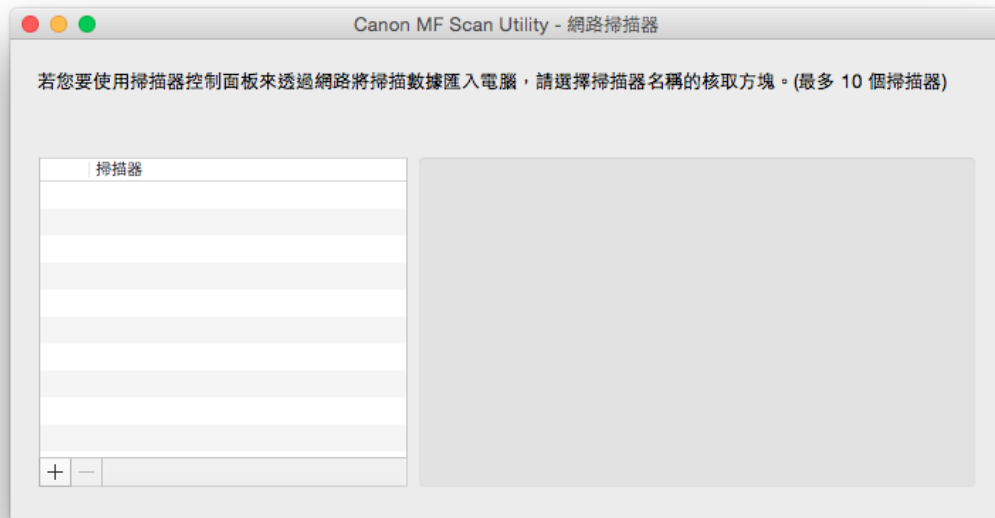 Canon MF Scan Utility - 網路掃描器
若您要使用掃描器控制面板來透過網路將掃描數據匯入電腦，請選擇掃描器名稱的核取方塊。(最多 10 個掃描器)
掃描器